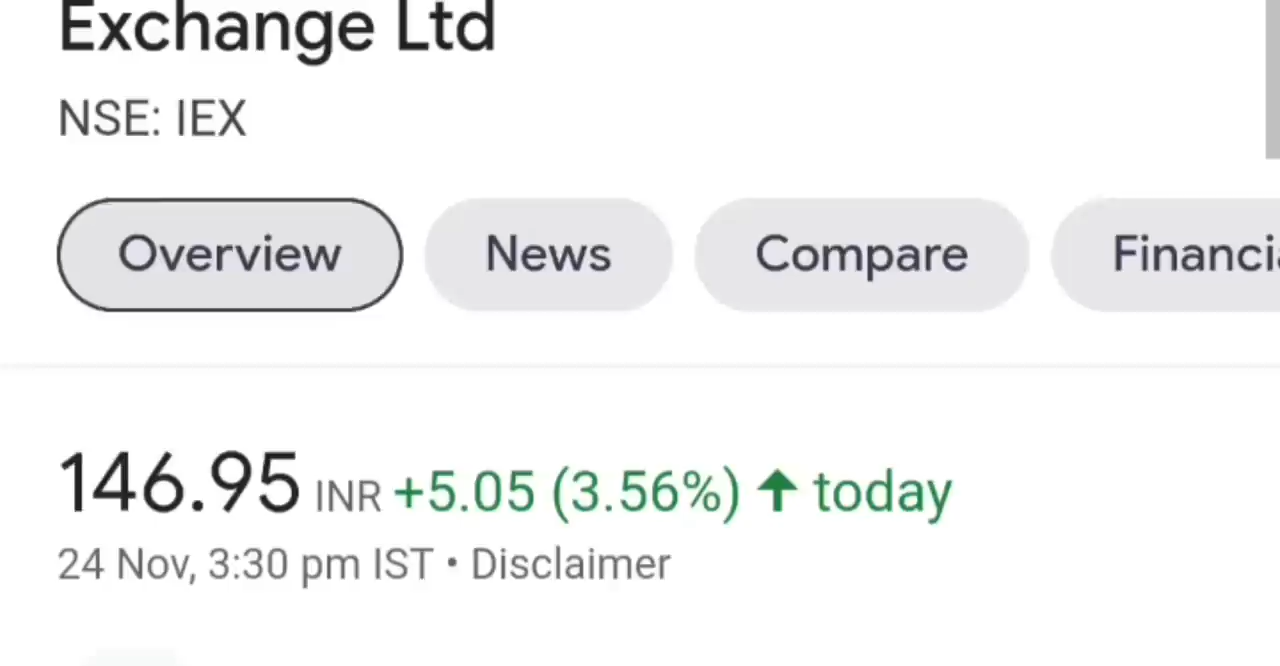 Exchange Ltd
NSE: IEX
Overview News Compare
146.95 INR +5.05 (3.56%) ↑ today
24 Nov, 3:30 pm IST • Disclaimer